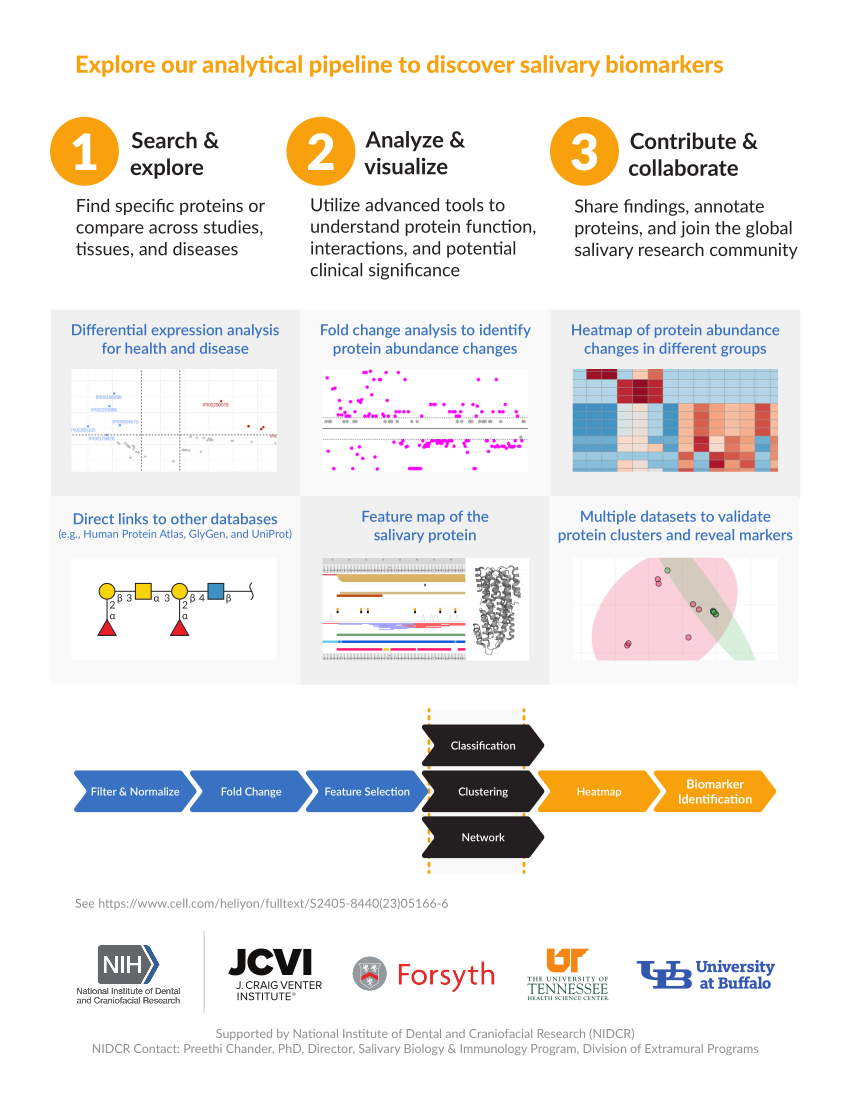 Explore our analytical pipeline to discover salivary biomarkers
1
Search &
explore
Find specific proteins or
compare across studies,
tissues, and diseases
2
Analyze &
visualize
Utilize advanced tools to
understand protein function,
interactions, and potential
clinical significance
3
Contribute &
collaborate
Share findings, annotate
proteins, and join the global
salivary research community
Differential expression analysis
for health and disease
Fold change analysis to identify
protein abundance changes
Heatmap of protein abundance
changes in different groups
Direct links to other databases
(e.g., Human Protein Atlas, GlyGen, and UniProt)
β 3 α 3 β 4 β
2 2
α α
Feature map of the
salivary protein
Multiple datasets to validate
protein clusters and reveal markers
Classification
Filter & Normalize
Fold Change
Feature Selection
Clustering
Heatmap
Biomarker
Identification
Network
See https://www.cell.com/heliyon/fulltext/S2405-8440(23)05166-6
NIH
National Institute of Dental
and Craniofacial Research
JCVI
J. CRAIG VENTER
INSTITUTE®
Forsyth
UT
THE UNIVERSITY OF
TENNESSEE
HEALTH SCIENCE CENTER.
UB
University
at Buffalo
Supported by National Institute of Dental and Craniofacial Research (NIDCR)
NIDCR Contact: Preethi Chander, PhD, Director, Salivary Biology & Immunology Program, Division of Extramural Programs